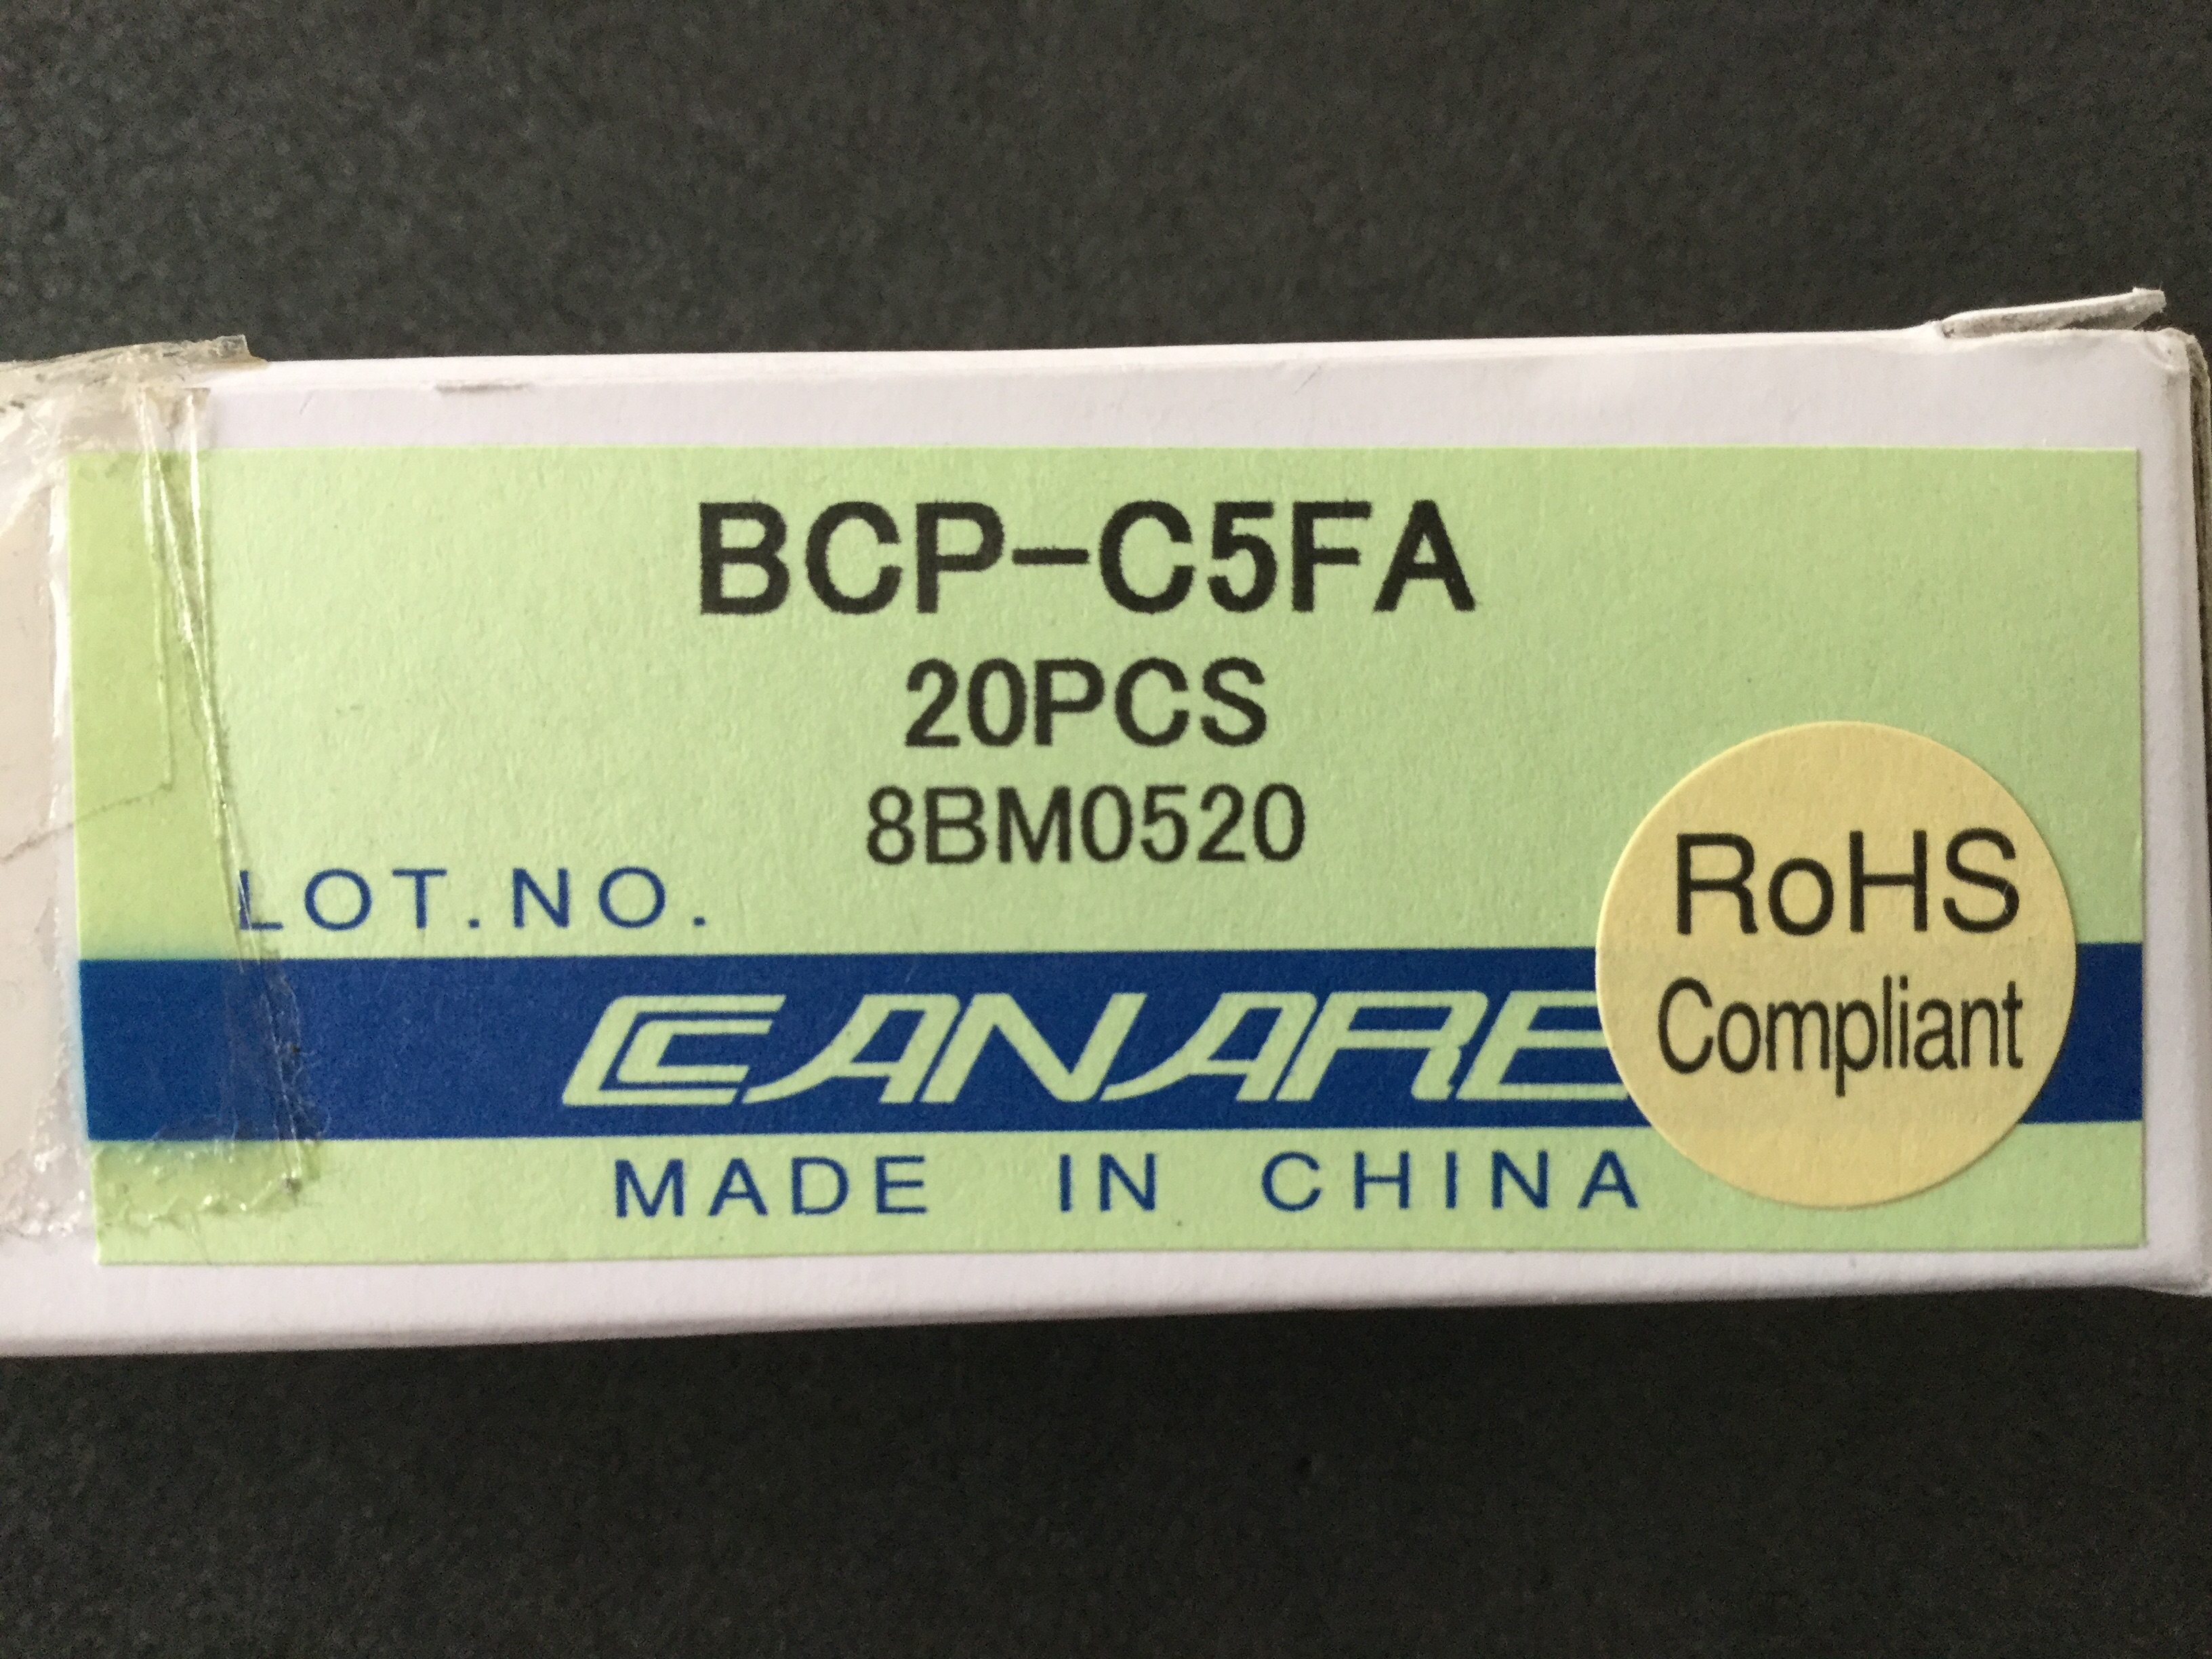 BCP-C5FA
20PCS
8BM0520
LOT.NO.
CANARE
MADE IN CHINA
RoHS
Compliant